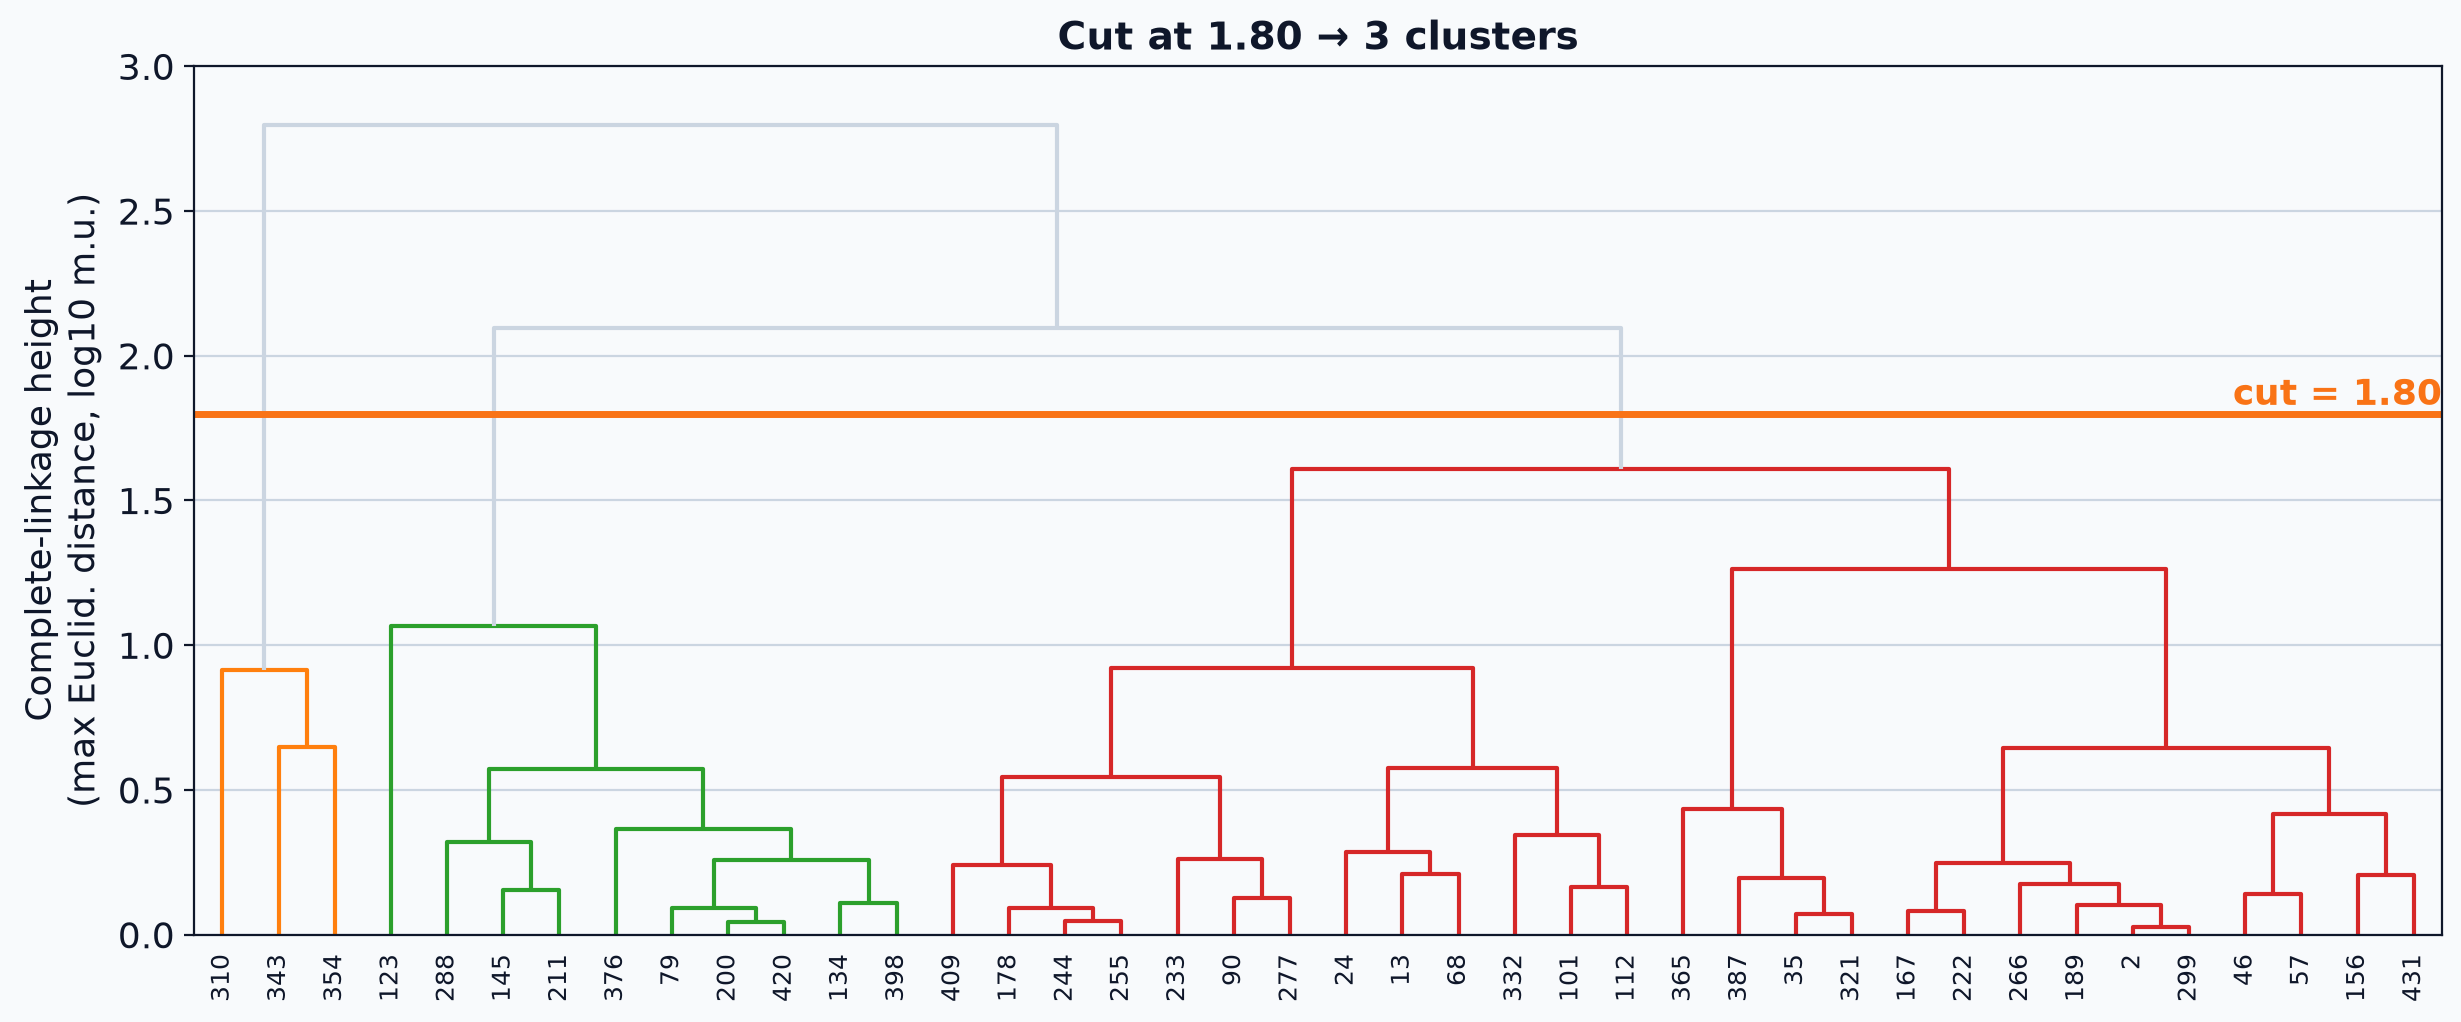 Cut at 1.80 → 3 clusters
Complete-linkage height
(max Euclid. distance, log10 m.u.)
3.0
2.5
2.0
1.5
1.0
0.5
0.0
cut = 1.80
310 343 354 123 288 145 211 376 79 200 420 134 398 409 178 244 255 233 90 277 24 13 68 332 101 112 365 387 35 321 167 222 266 189 2 299 46 57 156 431